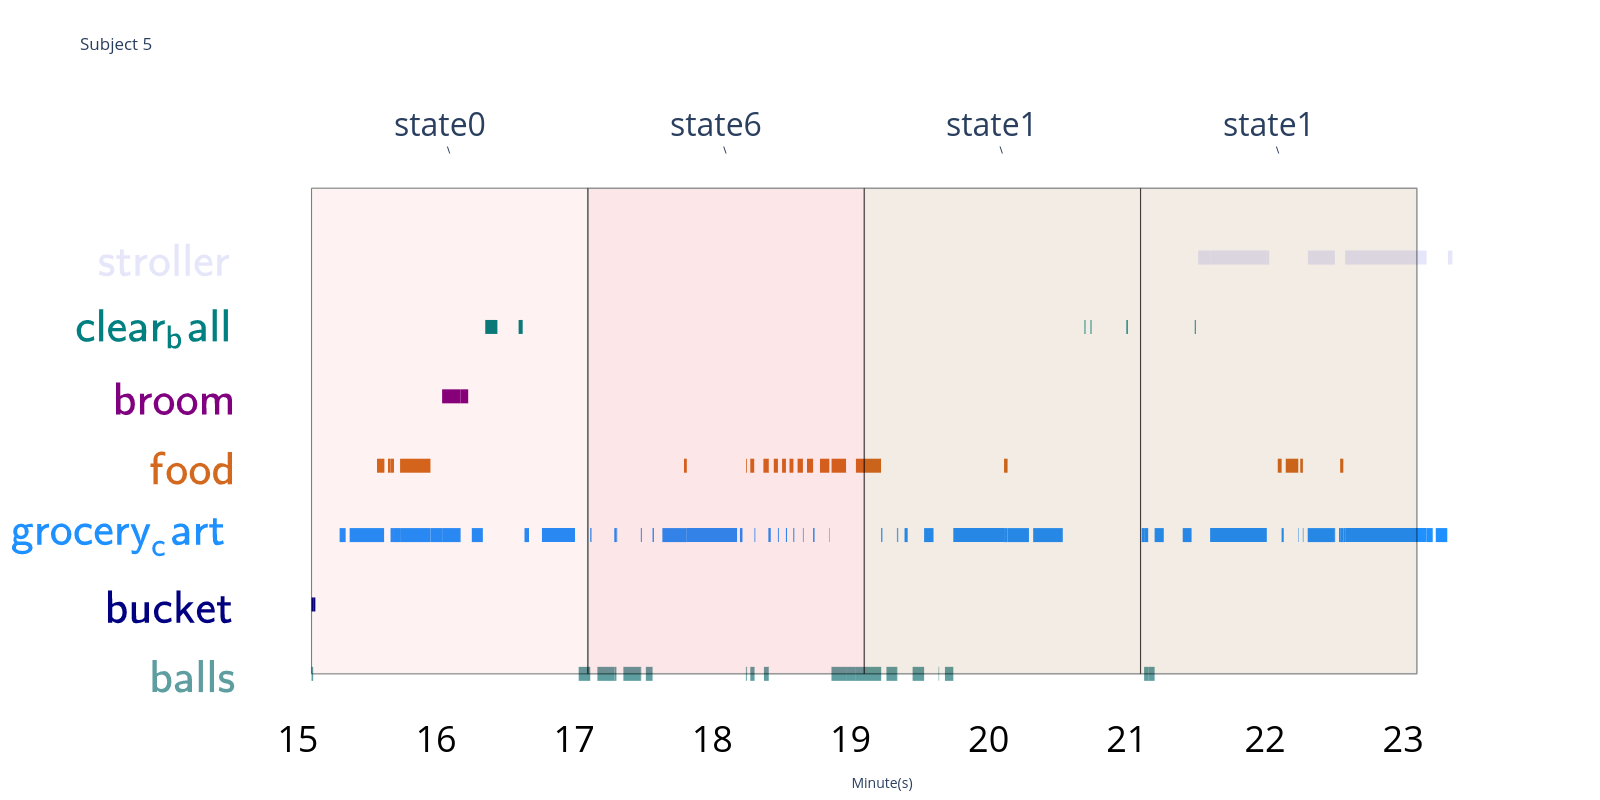 Subject 5
state0 state6 state1 state1
stroller
clear_ball
broom
food
grocery_cart
bucket
balls
15 16 17 18 19 20 21 22 23
Minute(s)